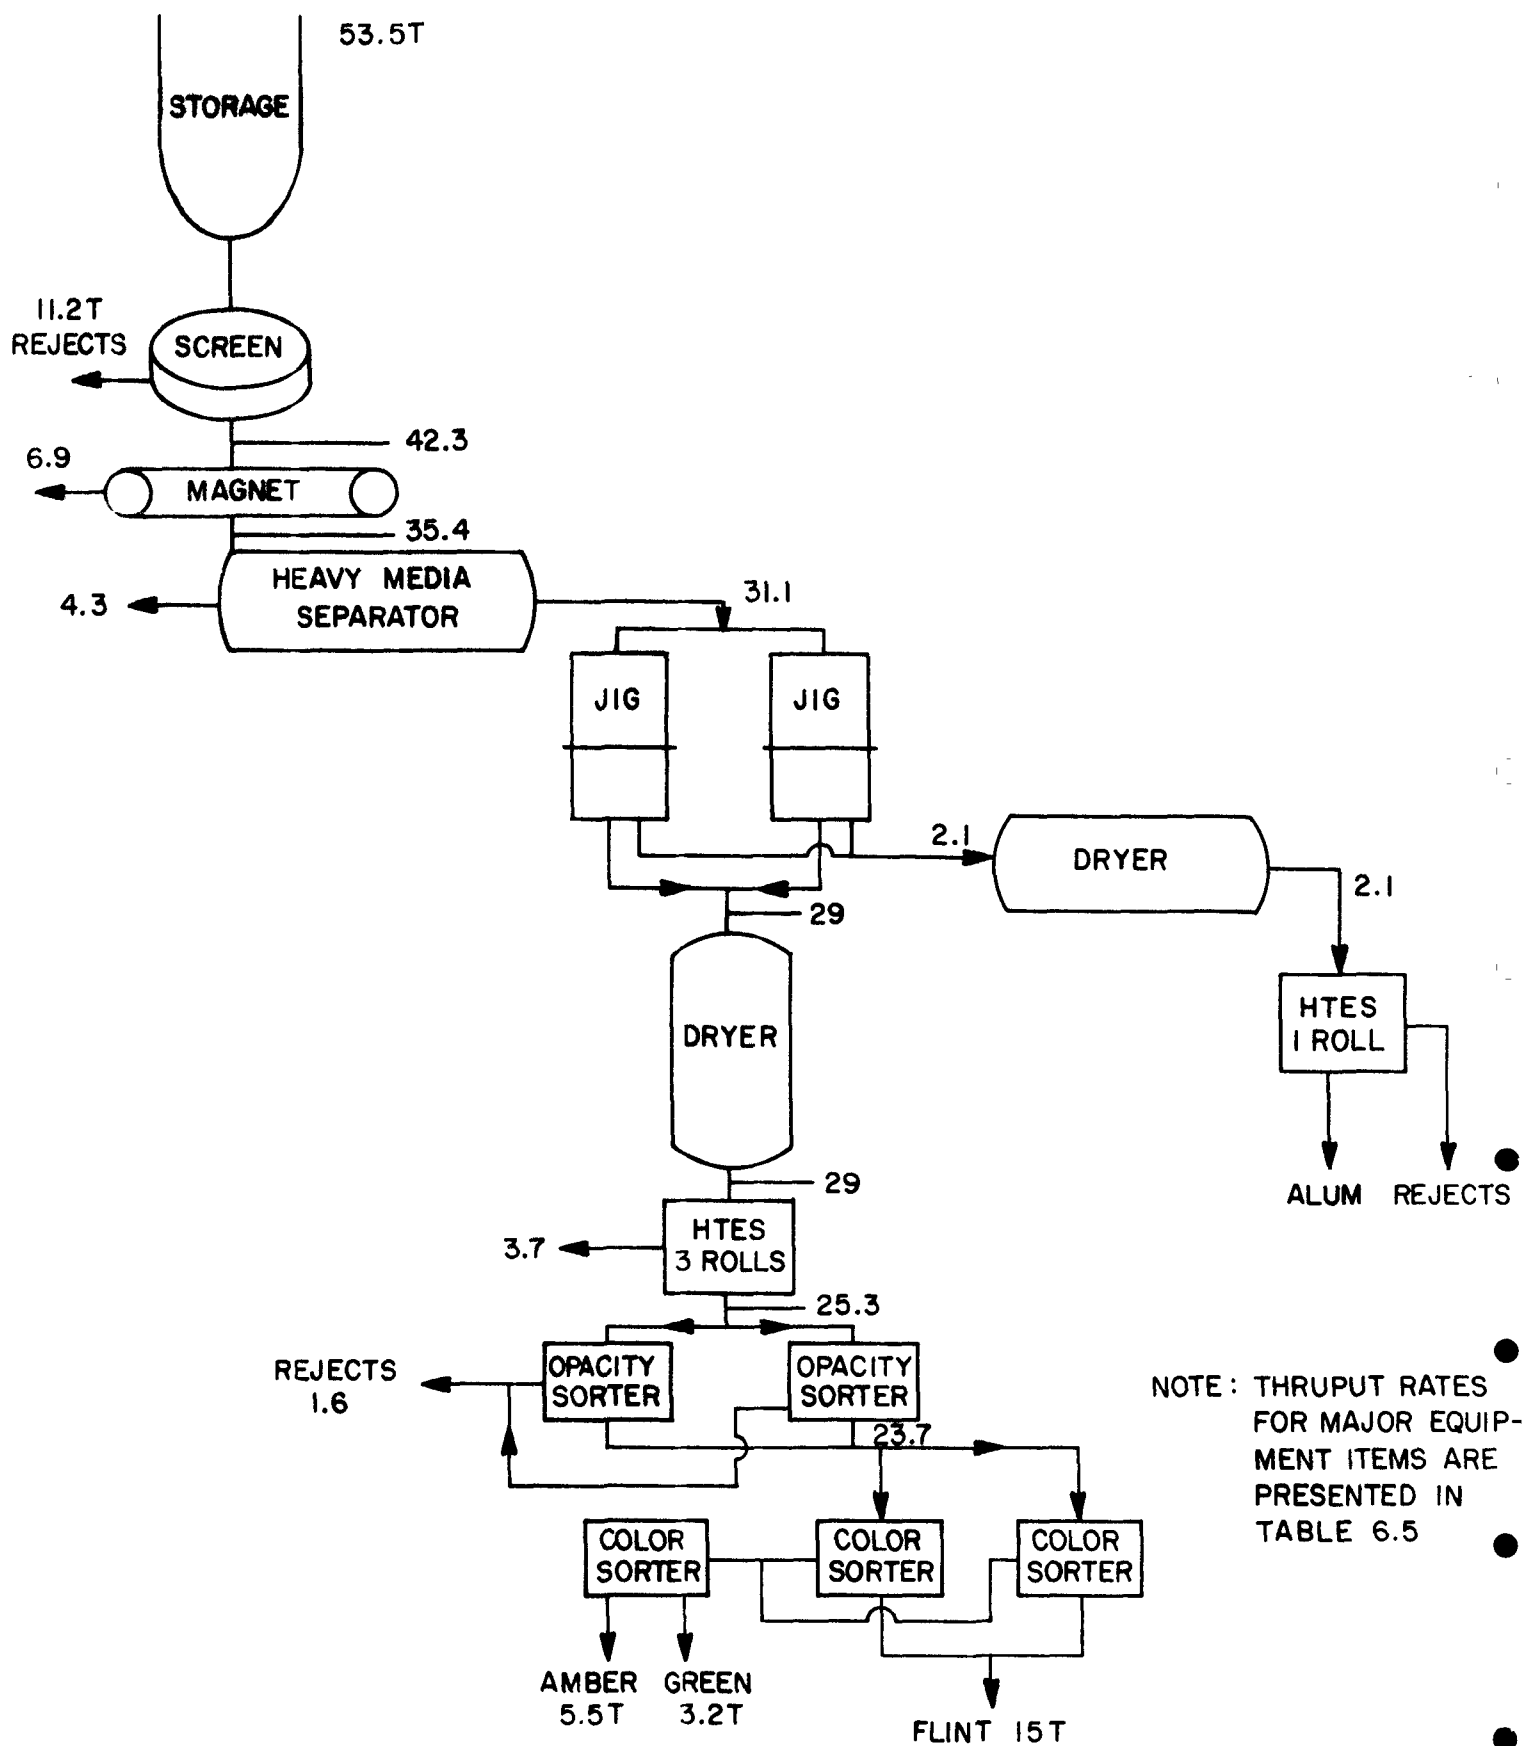 53.5T
STORAGE
11.2T
REJECTS
SCREEN
42.3
6.9
MAGNET
35.4
HEAVY MEDIA
SEPARATOR
4.3
31.1
JIG
JIG
2.1
DRYER
2.1
29
HTES
1 ROLL
DRYER
ALUM
REJECTS
29
HTES
3 ROLLS
3.7
25.3
OPACITY
SORTER
OPACITY
SORTER
REJECTS
1.6
23.7
NOTE: THRUPUT RATES
FOR MAJOR EQUIP-
MENT ITEMS ARE
PRESENTED IN
TABLE 6.5
COLOR
SORTER
COLOR
SORTER
COLOR
SORTER
AMBER
5.5T
GREEN
3.2T
FLINT 15T